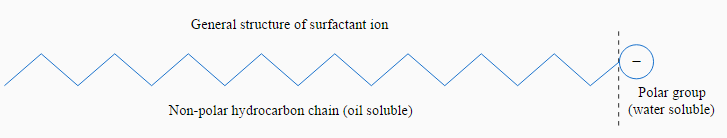 General structure of surfactant ion
−
Non-polar hydrocarbon chain (oil soluble)
Polar group
(water soluble)